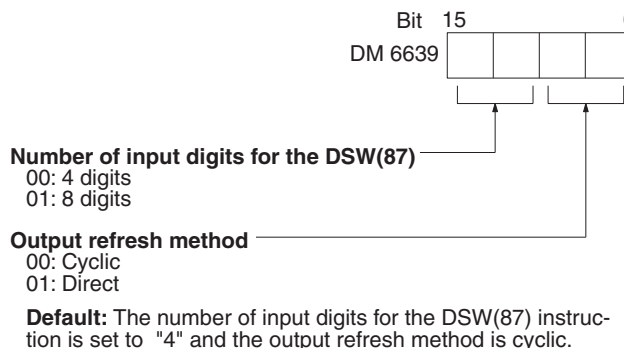 Bit 15
DM 6639
Number of input digits for the DSW(87)
00: 4 digits
01: 8 digits
Output refresh method
00: Cyclic
01: Direct
Default: The number of input digits for the DSW(87) instruc-
tion is set to "4" and the output refresh method is cyclic.